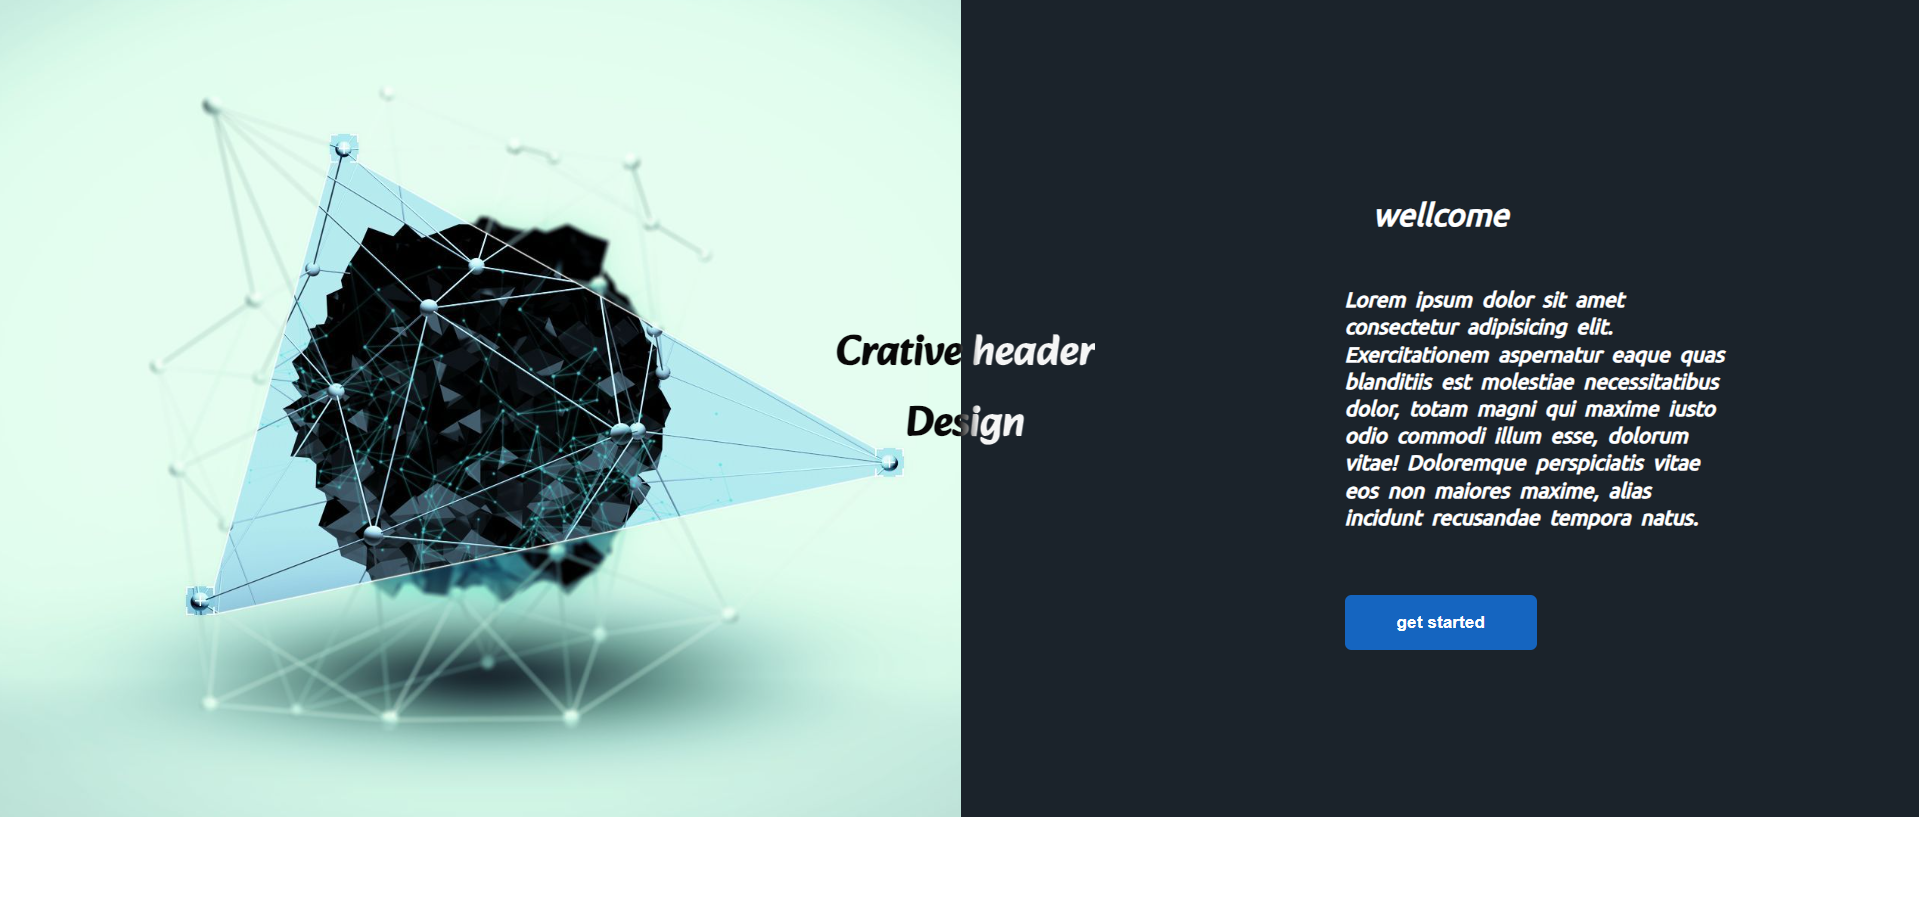 Crative header
Design
wellcome
Lorem ipsum dolor sit amet
consectetur adipisicing elit.
Exercitationem aspernatur eaque quas
blanditiis est molestiae necessitatibus
dolor, totam magni qui maxime iusto
odio commodi illum esse, dolorum
vitae! Doloremque perspiciatis vitae
eos non maiores maxime, alias
incidunt recusandae tempora natus.
get started